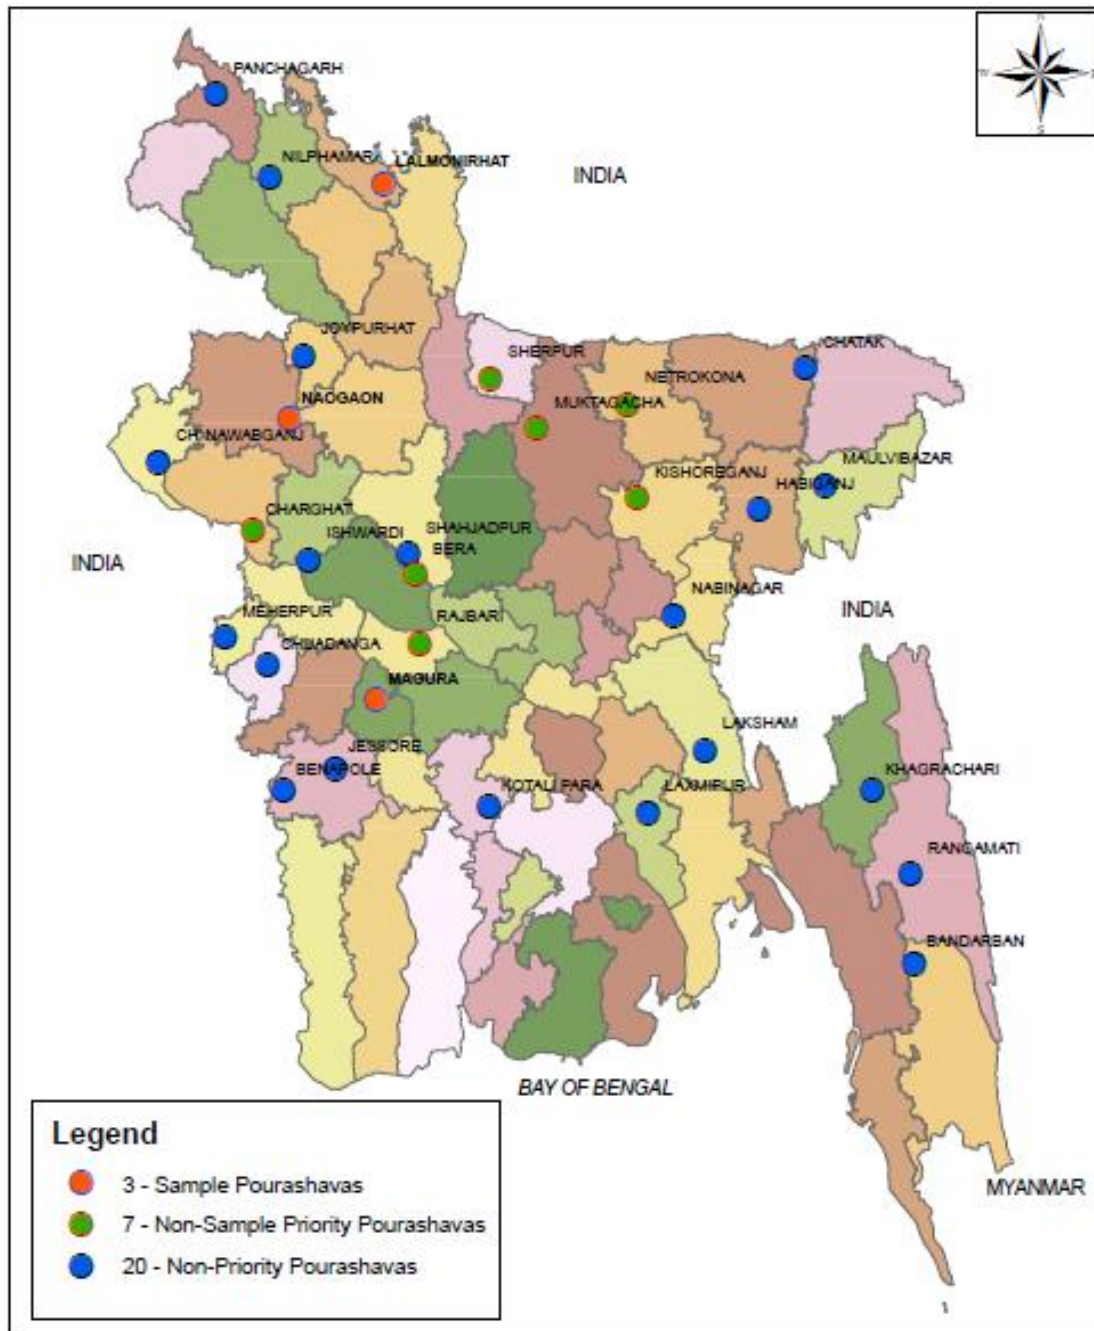 N
W
S
PANCHAGARH
NILPHAMARI
LALMONIRHAT
INDIA
JOYPURHAT
SHERPUR
CHATAK
NETROKONA
NAOGAON
MUKTAGACHA
CH. NAWABGANJ
KISHOREGANJ
MAULVIBAZAR
HABIGANJ
CHARGHAT
SHAHJADPUR
ISHWARDI
BERA
INDIA
NABINAGAR
INDIA
MEHERPUR
RAJBARI
CHUADANGA
MAGURA
LAKSHAM
JESSORE
BENAPOLE
KHAGRACHARI
KOTALI PARA
LAXMIPUR
RANGAMATI
BANDARBAN
BAY OF BENGAL
MYANMAR
Legend
3 - Sample Pourashavas
7 - Non-Sample Priority Pourashavas
20 - Non-Priority Pourashavas